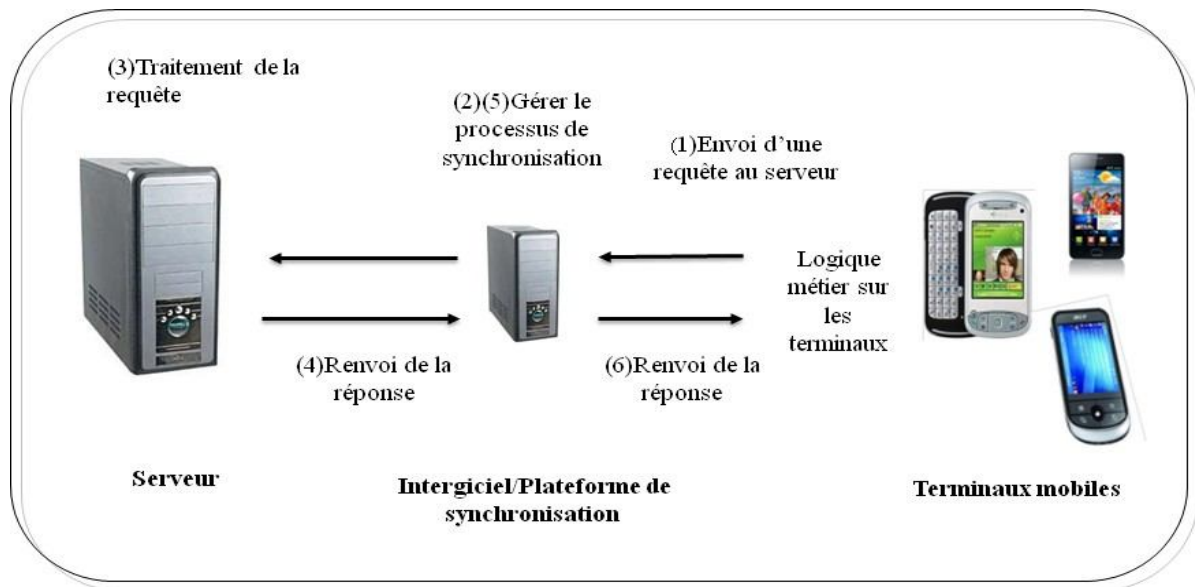 (3)Traitement de la
requête
(2)(5)Gérer le
processus de
synchronisation
(1)Envoi d’une
requête au serveur
Logique
métier sur
les
terminaux
(4)Renvoi de la
réponse
(6)Renvoi de la
réponse
Serveur
Intergiciel/Plateforme de
synchronisation
Terminaux mobiles